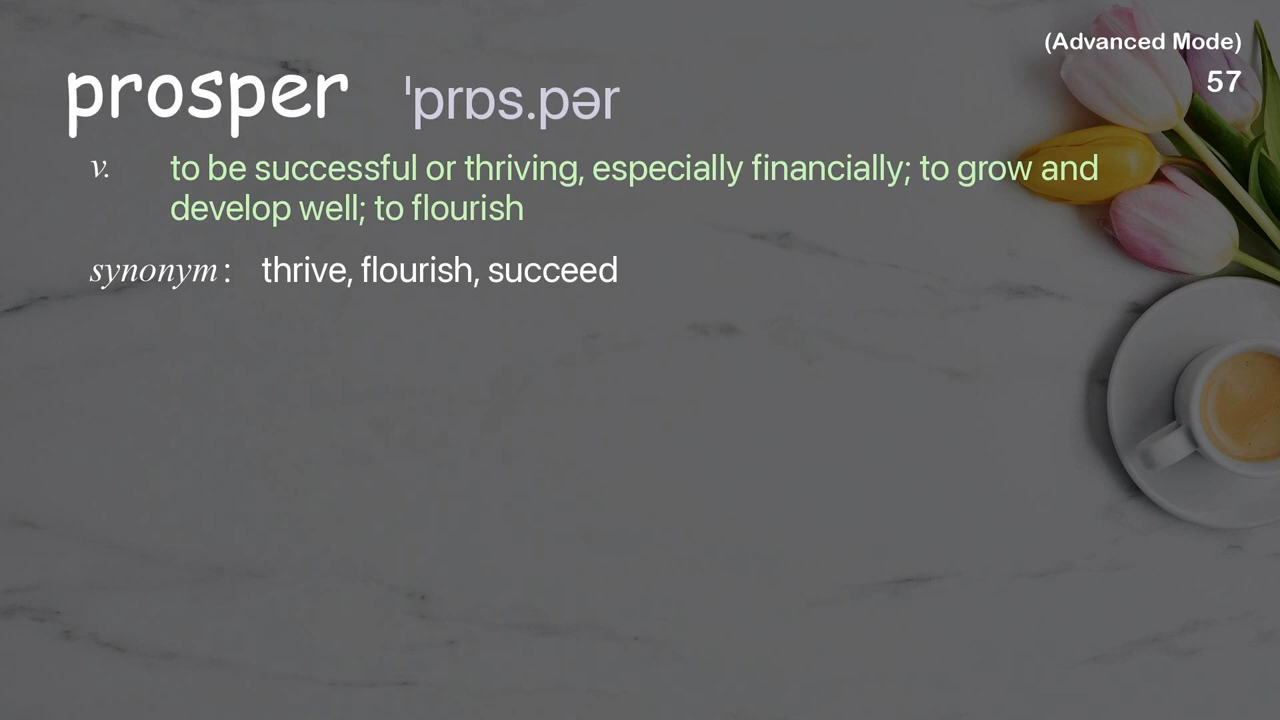 (Advanced Mode)
57
prosper ˈprɒs.pər
v. to be successful or thriving, especially financially; to grow and
develop well; to flourish
synonym : thrive, flourish, succeed